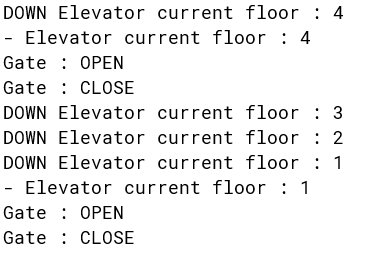 DOWN Elevator current floor : 4
- Elevator current floor : 4
Gate : OPEN
Gate : CLOSE
DOWN Elevator current floor : 3
DOWN Elevator current floor : 2
DOWN Elevator current floor : 1
- Elevator current floor : 1
Gate : OPEN
Gate : CLOSE